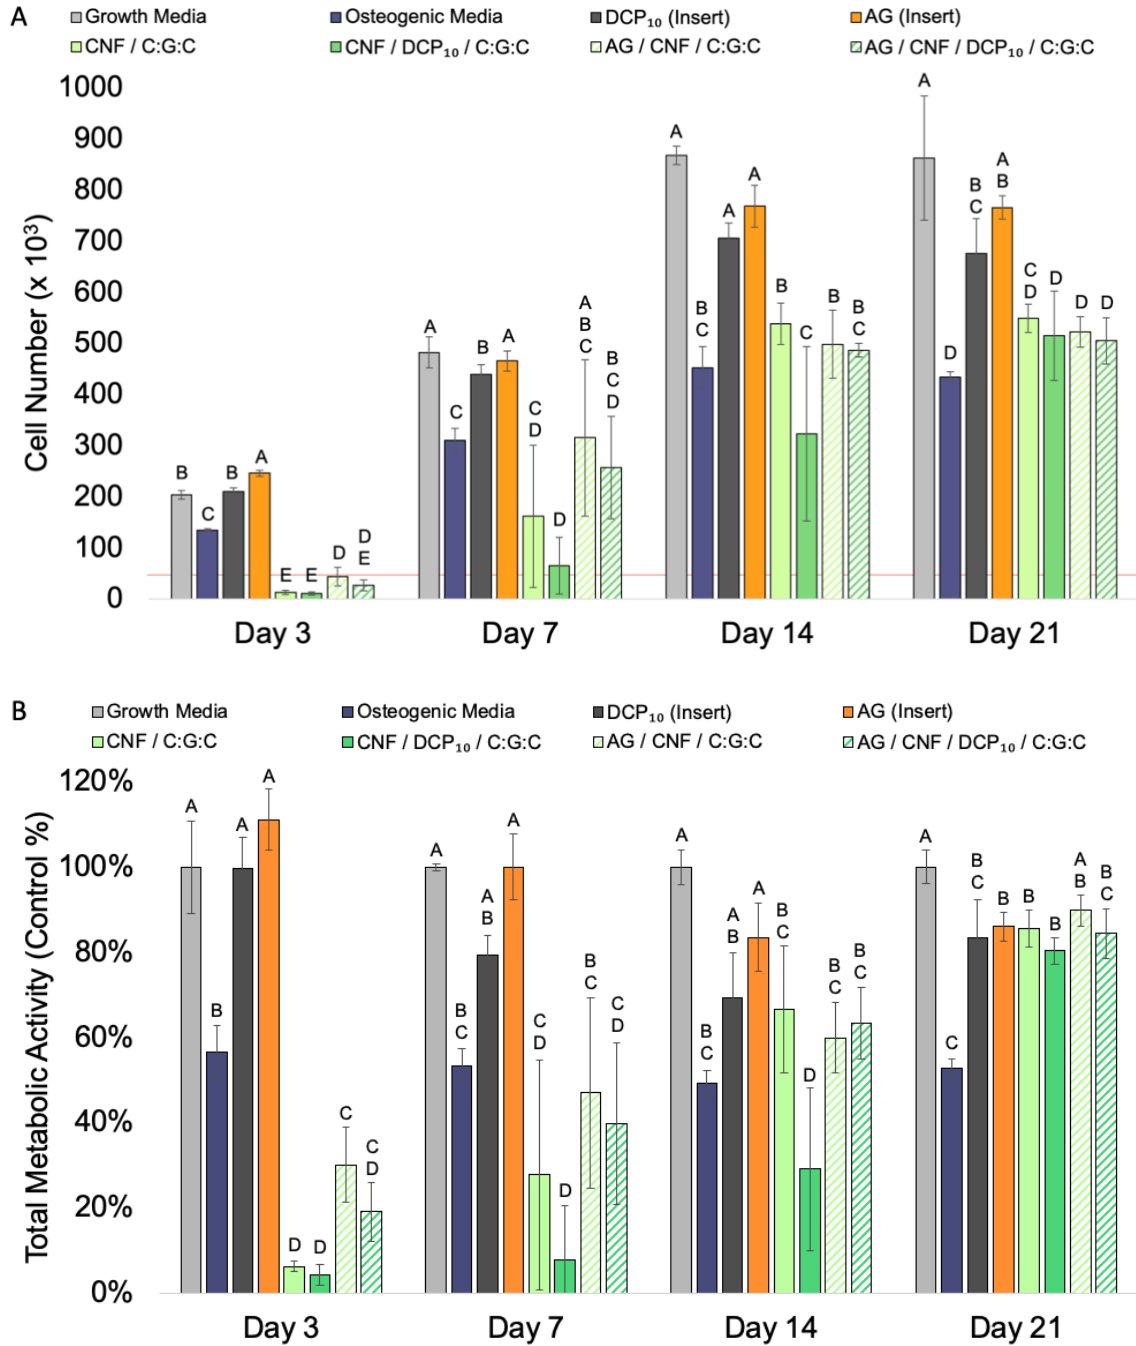 A
Growth Media Osteogenic Media DCP₁₀ (Insert) AG (Insert)
CNF / C:G:C CNF / DCP₁₀ / C:G:C AG / CNF / C:G:C AG / CNF / DCP₁₀ / C:G:C
Cell Number (x 10³)
1000
900
800
700
600
500
400
300
200
100
0
B C B A E E D D E
A C B A C D D A B C B C D
A B C A A B C B B C
A D B C A B C D D D D
Day 3 Day 7 Day 14 Day 21
B
Growth Media Osteogenic Media DCP₁₀ (Insert) AG (Insert)
CNF / C:G:C CNF / DCP₁₀ / C:G:C AG / CNF / C:G:C AG / CNF / DCP₁₀ / C:G:C
Total Metabolic Activity (Control %)
120%
100%
80%
60%
40%
20%
0%
A B A A D D C C D
A B C A B A C D D B C C D
A B C A B A B C D B C B C
A C B C B B B A B B C
Day 3 Day 7 Day 14 Day 21